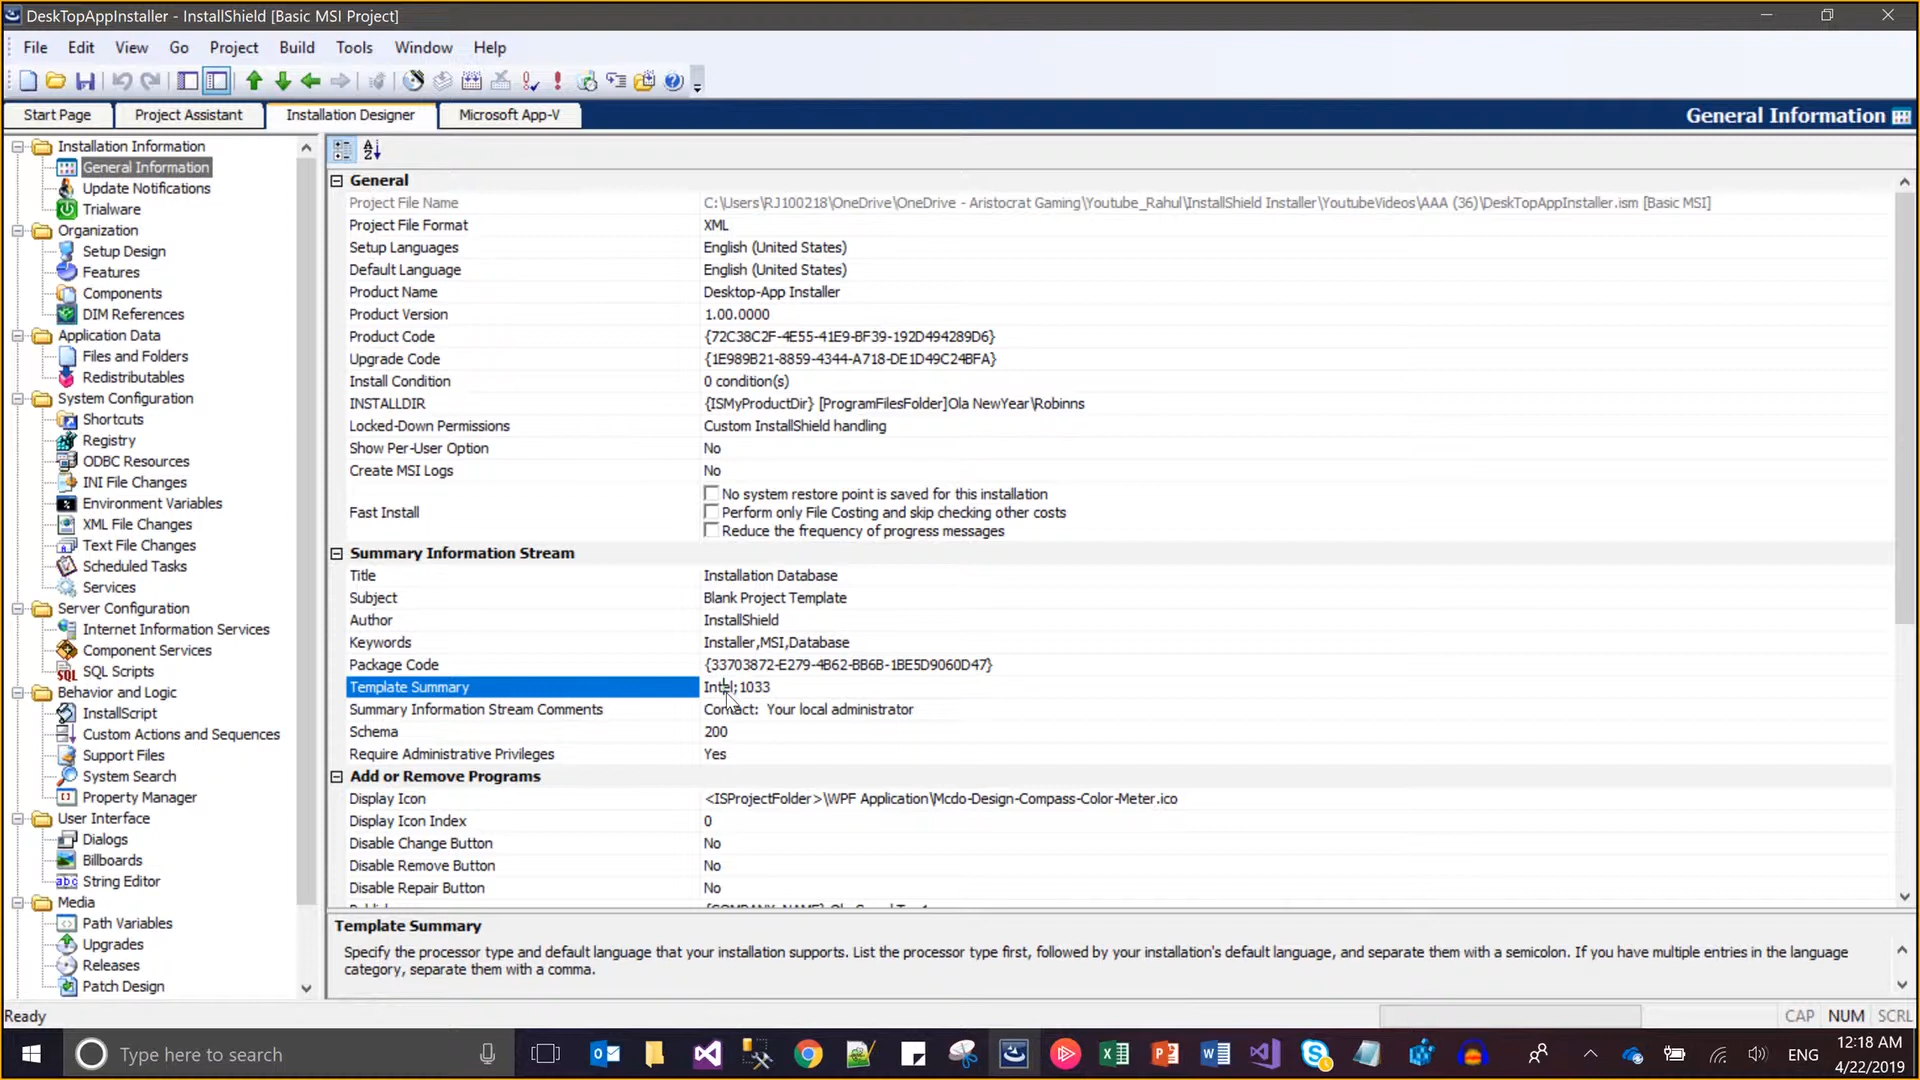 DeskTopAppInstaller - InstallShield [Basic MSI Project]
File Edit View Go Project Build Tools Window Help
Start Page Project Assistant Installation Designer Microsoft App-V General Information
Installation Information
General Information
Update Notifications
Trialware
Organization
Setup Design
Features
Components
DIM References
Application Data
Files and Folders
Redistributables
System Configuration
Shortcuts
Registry
ODBC Resources
INI File Changes
Environment Variables
XML File Changes
Text File Changes
Scheduled Tasks
Services
Server Configuration
Internet Information Services
Component Services
SQL Scripts
Behavior and Logic
InstallScript
Custom Actions and Sequences
Support Files
System Search
Property Manager
User Interface
Dialogs
Billboards
String Editor
Media
Path Variables
Upgrades
Releases
Patch Design
General
Project File Name C:\Users\RJ100218\OneDrive\OneDrive - Aristocrat Gaming\Youtube_Rahul\InstallShield Installer\YoutubeVideos\AAA (36)\DeskTopAppInstaller.ism [Basic MSI]
Project File Format XML
Setup Languages English (United States)
Default Language English (United States)
Product Name Desktop-App Installer
Product Version 1.00.0000
Product Code {72C38C2F-4E55-41E9-BF39-192D494289D6}
Upgrade Code {1E989B21-8859-4344-A718-DE1D49C24BFA}
Install Condition 0 condition(s)
INSTALLDIR {ISMyProductDir} [ProgramFilesFolder]Ola NewYear\Robinns
Locked-Down Permissions Custom InstallShield handling
Show Per-User Option No
Create MSI Logs No
Fast Install
No system restore point is saved for this installation
Perform only File Costing and skip checking other costs
Reduce the frequency of progress messages
Summary Information Stream
Title Installation Database
Subject Blank Project Template
Author InstallShield
Keywords Installer,MSI,Database
Package Code {33703872-E279-4B62-BB6B-1BE5D9060D47}
Template Summary Intel;1033
Summary Information Stream Comments Contact: Your local administrator
Schema 200
Require Administrative Privileges Yes
Add or Remove Programs
Display Icon <ISProjectFolder>\WPF Application\Mcdo-Design-Compass-Color-Meter.ico
Display Icon Index 0
Disable Change Button No
Disable Remove Button No
Disable Repair Button No
Template Summary
Specify the processor type and default language that your installation supports. List the processor type first, followed by your installation's default language, and separate them with a semicolon. If you have multiple entries in the language
category, separate them with a comma.
Ready CAP NUM SCRL
Type here to search
ENG
12:18 AM
4/22/2019